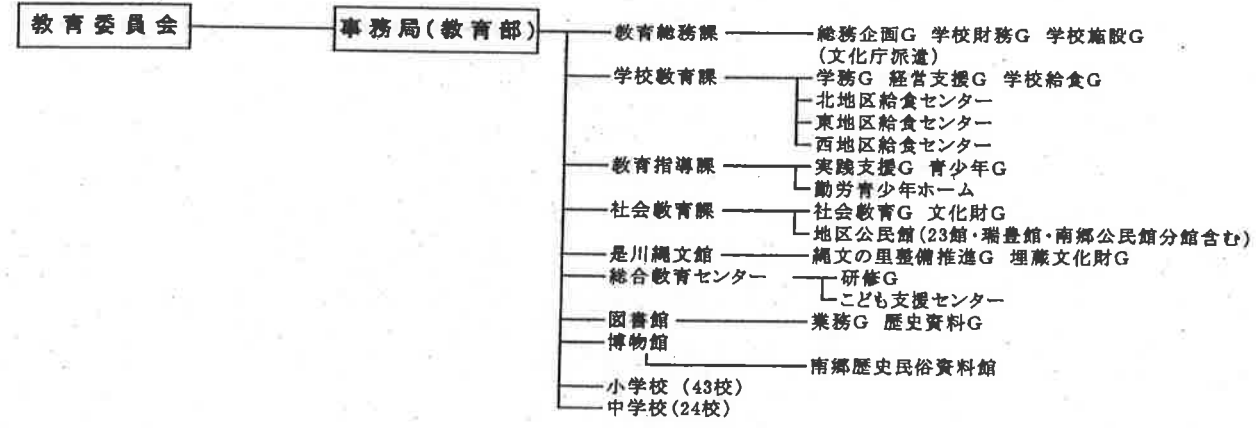 教育委員会 事務局(教育部) 教育総務課 総務企画G 学校財務G 学校施設G
(文化庁派遣)
学校教育課 学務G 経営支援G 学校給食G
北地区給食センター
東地区給食センター
西地区給食センター
教育指導課 実践支援G 青少年G
勤労青少年ホーム
社会教育課 社会教育G 文化財G
地区公民館(23館・瑞豊館・南郷公民館分館含む)
是川縄文館 縄文の里整備推進G 埋蔵文化財G
総合教育センター 研修G
こども支援センター
図書館 業務G 歴史資料G
博物館
南郷歴史民俗資料館
小学校 (43校)
中学校(24校)